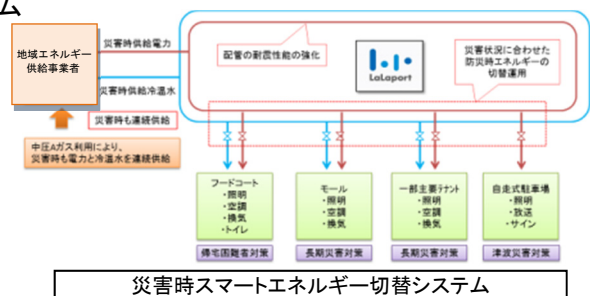 ム
地域エネルギー
供給事業者
災害時供給電力
災害時供給冷温水
災害時も連続供給
中圧Aガス利用により、
災害時も電力と冷温水を連続供給
配管の耐震性能の強化
LaLaport
災害状況に合わせた
防災時エネルギーの
切替運用
フードコート
・照明
・空調
・換気
・トイレ
帰宅困難者対策
モール
・照明
・空調
・換気
長期災害対策
一部主要テナント
・照明
・空調
・換気
長期災害対策
自走式駐車場
・照明
・放送
・サイン
津波災害対策
災害時スマートエネルギー切替システム